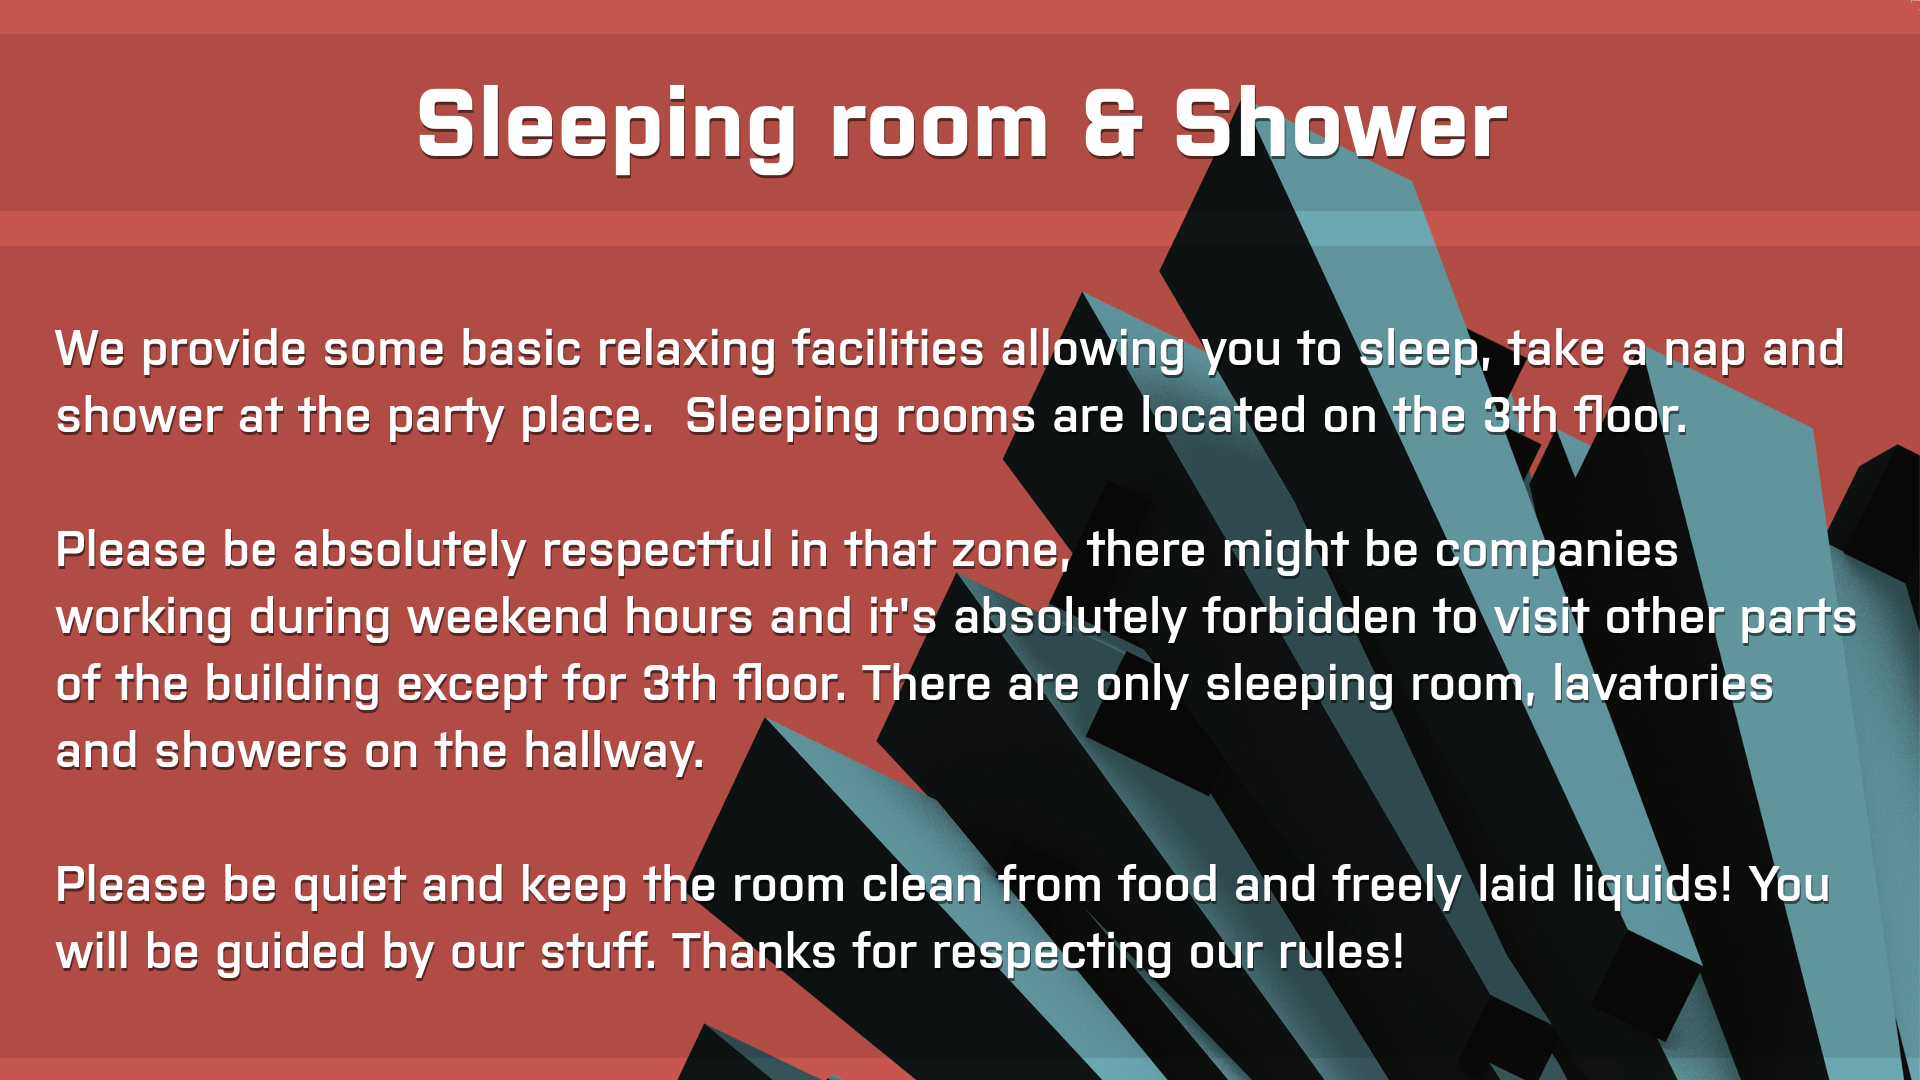 Sleeping room & Shower
We provide some basic relaxing facilities allowing you to sleep, take a nap and
shower at the party place.  Sleeping rooms are located on the 3th floor.
Please be absolutely respectful in that zone, there might be companies
working during weekend hours and it's absolutely forbidden to visit other parts
of the building except for 3th floor. There are only sleeping room, lavatories
and showers on the hallway.
Please be quiet and keep the room clean from food and freely laid liquids! You
will be guided by our stuff. Thanks for respecting our rules!